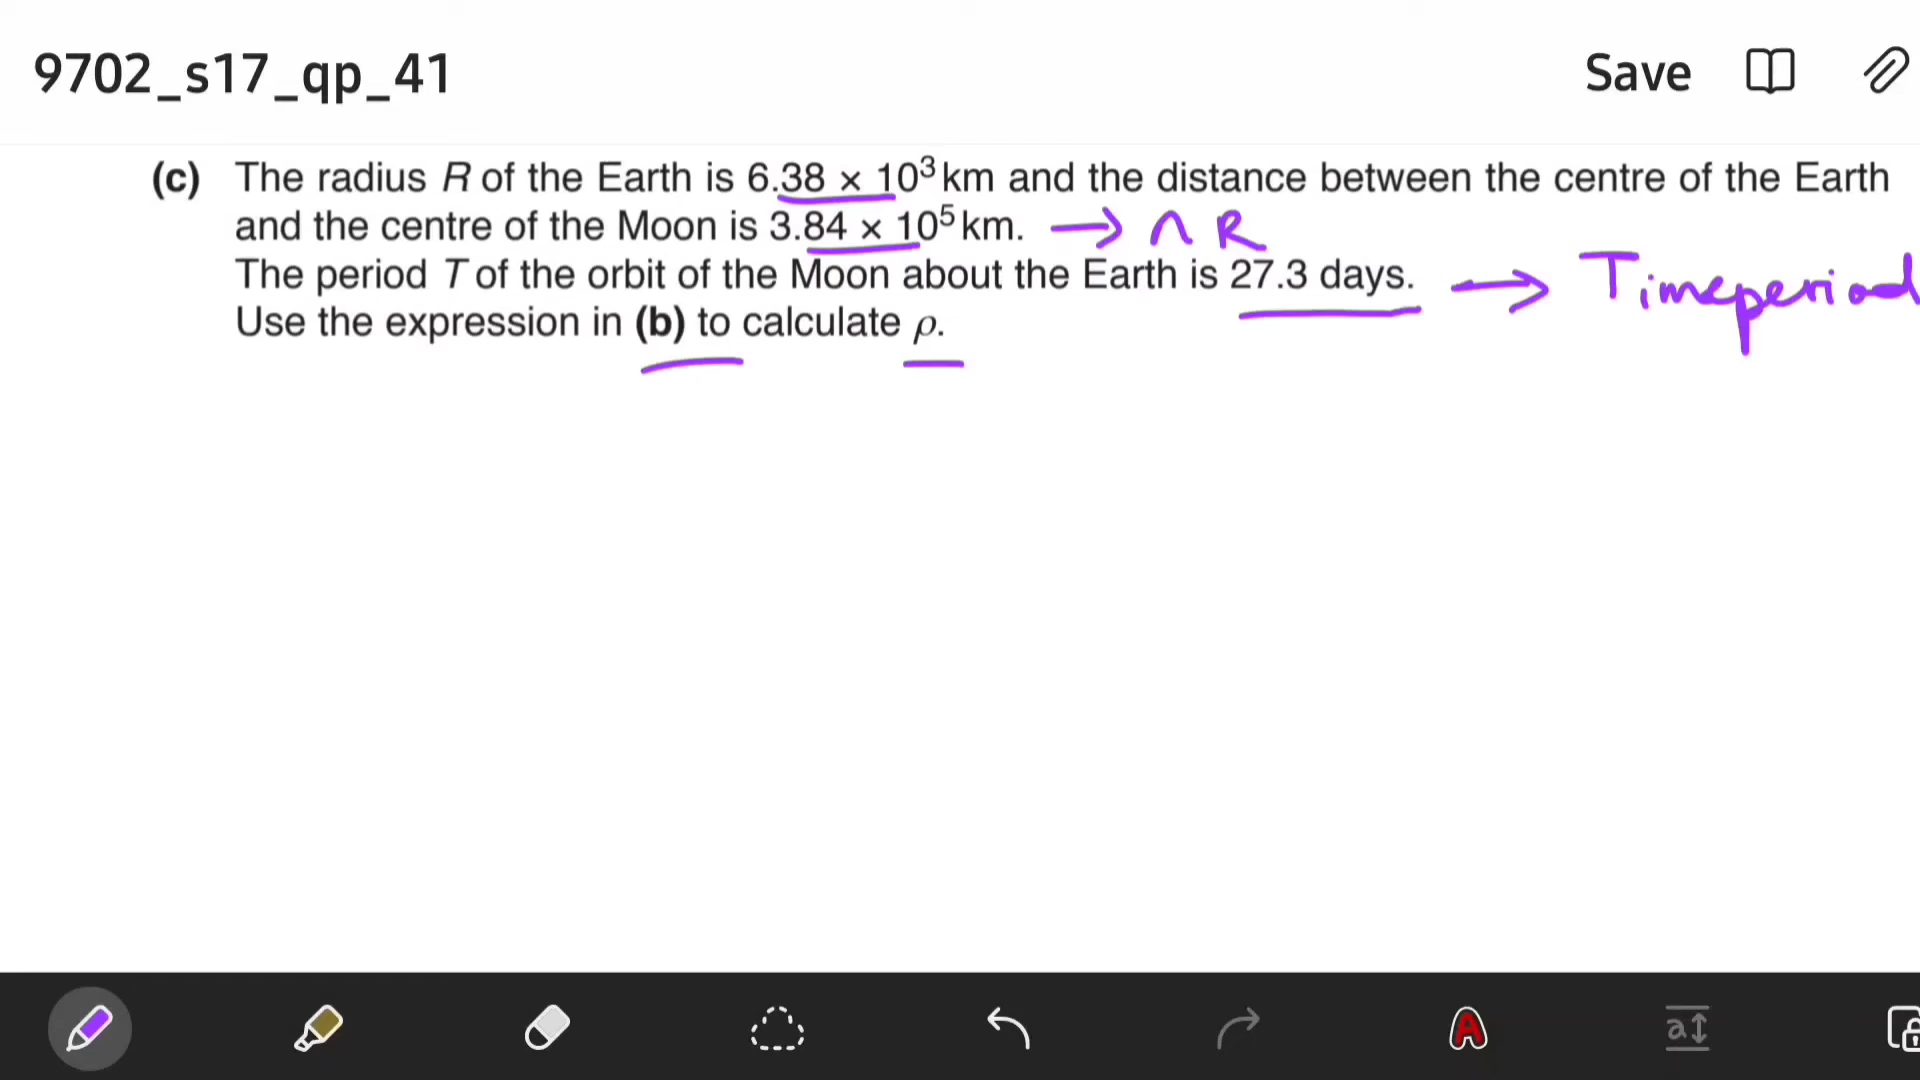 9702_s17_qp_41 Save
(c) The radius R of the Earth is 6.38 × 10³ km and the distance between the centre of the Earth
and the centre of the Moon is 3.84 × 10⁵ km. → n R
The period T of the orbit of the Moon about the Earth is 27.3 days. → Timeperiod
Use the expression in (b) to calculate ρ.
A
a